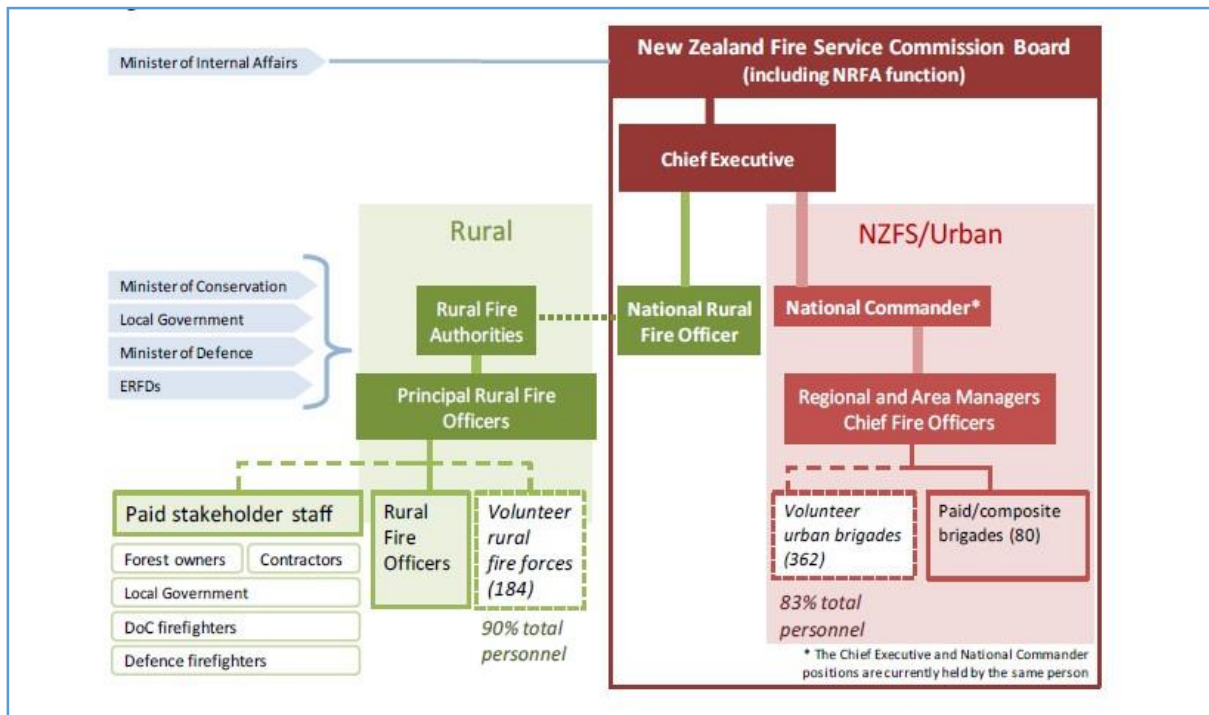 New Zealand Fire Service Commission Board
(including NRFA function)
Minister of Internal Affairs
Chief Executive
Rural
NZFS/Urban
Minister of Conservation
Local Government
Minister of Defence
ERFDs
Rural Fire
Authorities
National Rural
Fire Officer
National Commander*
Principal Rural Fire
Officers
Regional and Area Managers
Chief Fire Officers
Paid stakeholder staff
Forest owners
Contractors
Local Government
DoC firefighters
Defence firefighters
Rural
Fire
Officers
Volunteer
rural
fire forces
(184)
90% total
personnel
Volunteer
urban brigades
(362)
83% total
personnel
Paid/composite
brigades (80)
* The Chief Executive and National Commander
positions are currently held by the same person